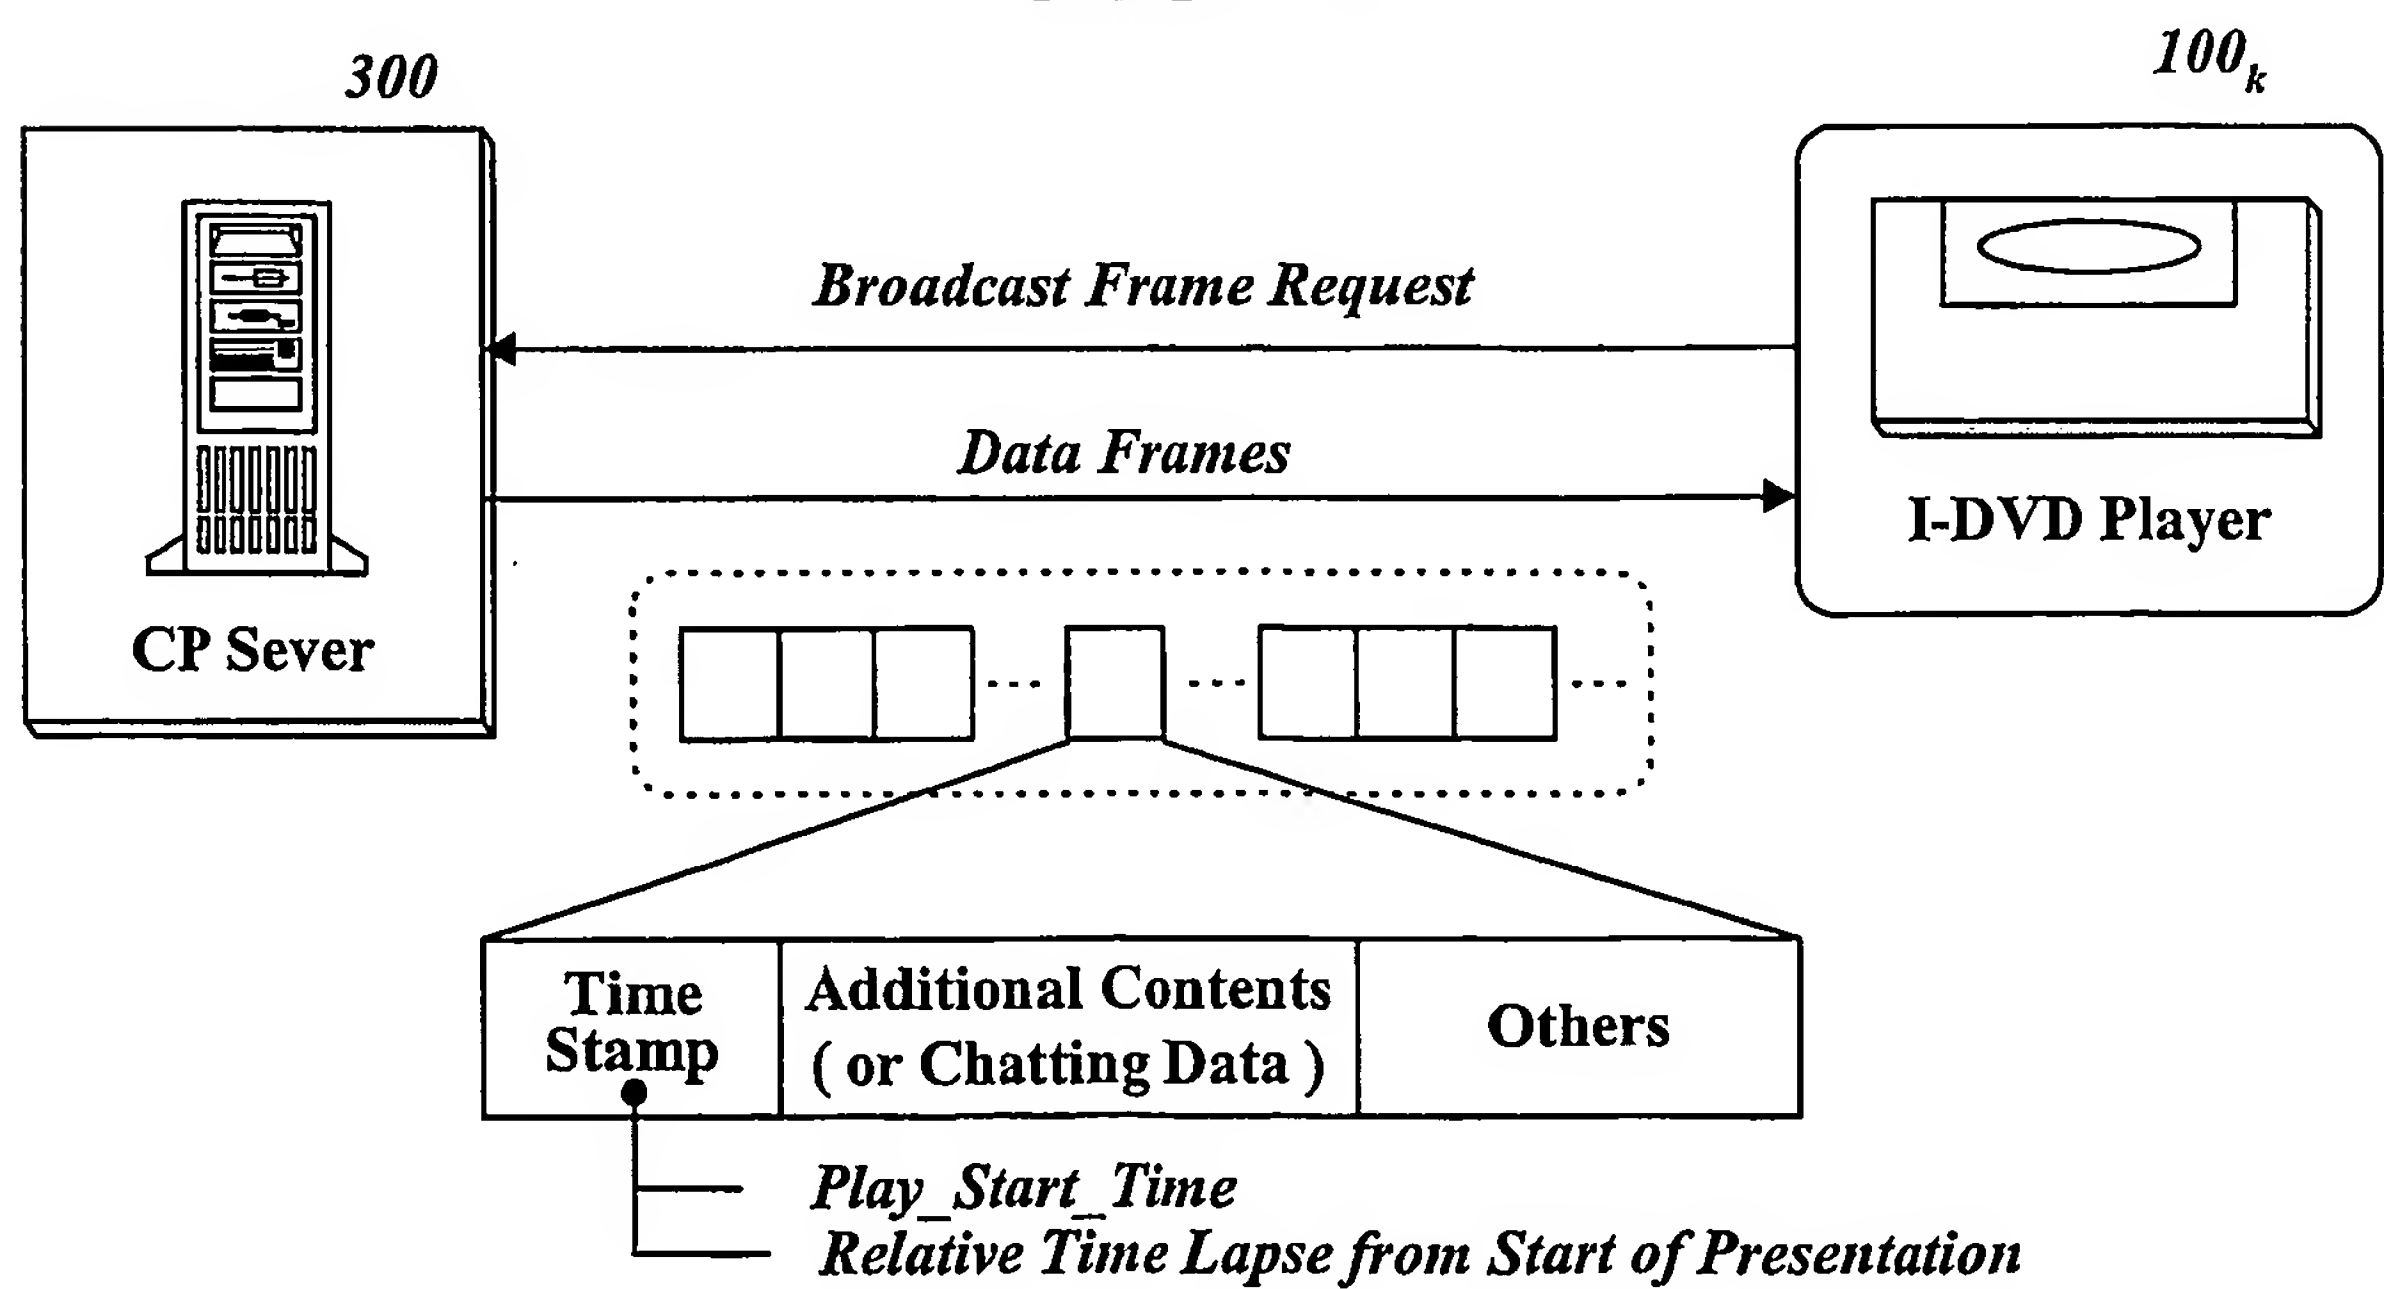 300
100k
Broadcast Frame Request
Data Frames
I-DVD Player
CP Sever
Time
Stamp
Additional Contents
( or Chatting Data )
Others
Play_Start_Time
Relative Time Lapse from Start of Presentation